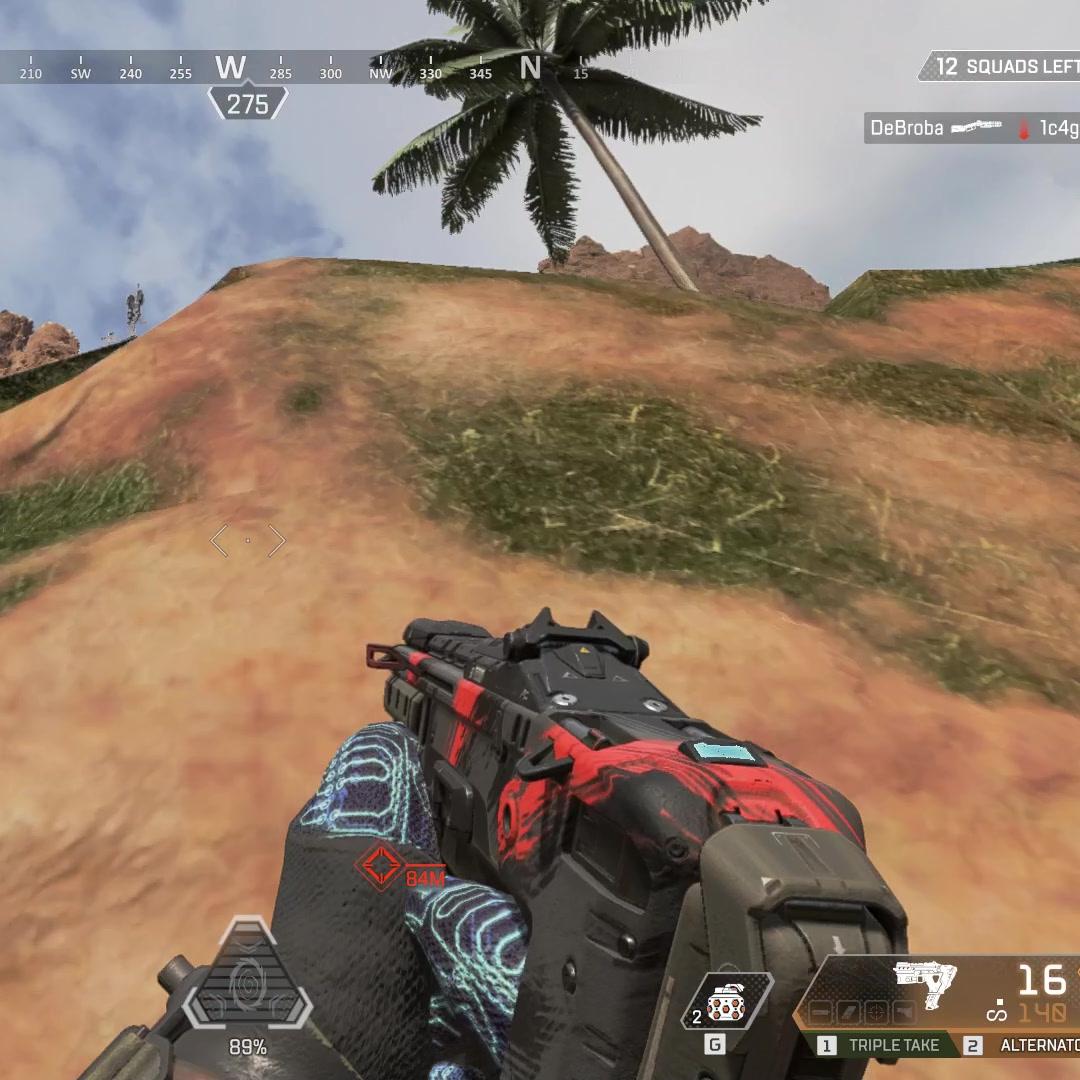 210 SW 240 255 W 285 300 NW 330 345 N 15
275
12 SQUADS LEFT
DeBroba 1c4g
84M
89%
2
G
16
140
1 TRIPLE TAKE 2 ALTERNATO